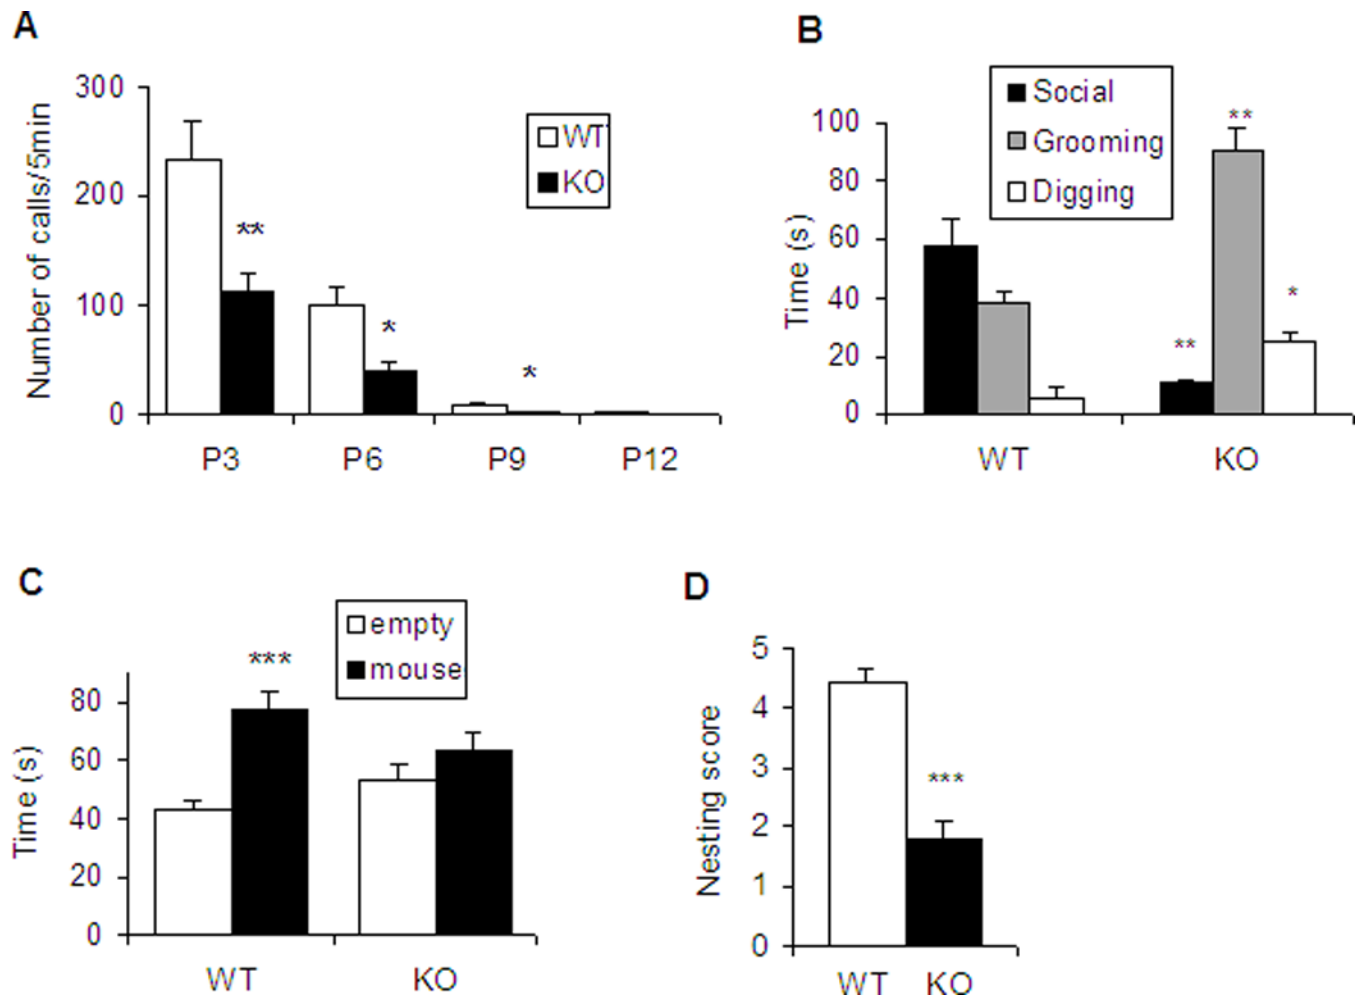 A
Number of calls/5min
300
200
100
0
WT
KO
**
*
*
P3 P6 P9 P12
B
Time (s)
100
80
60
40
20
0
Social
Grooming
Digging
**
**
*
WT KO
C
Time (s)
80
60
40
20
0
empty
mouse
***
WT KO
D
Nesting score
5
4
3
2
1
0
***
WT KO